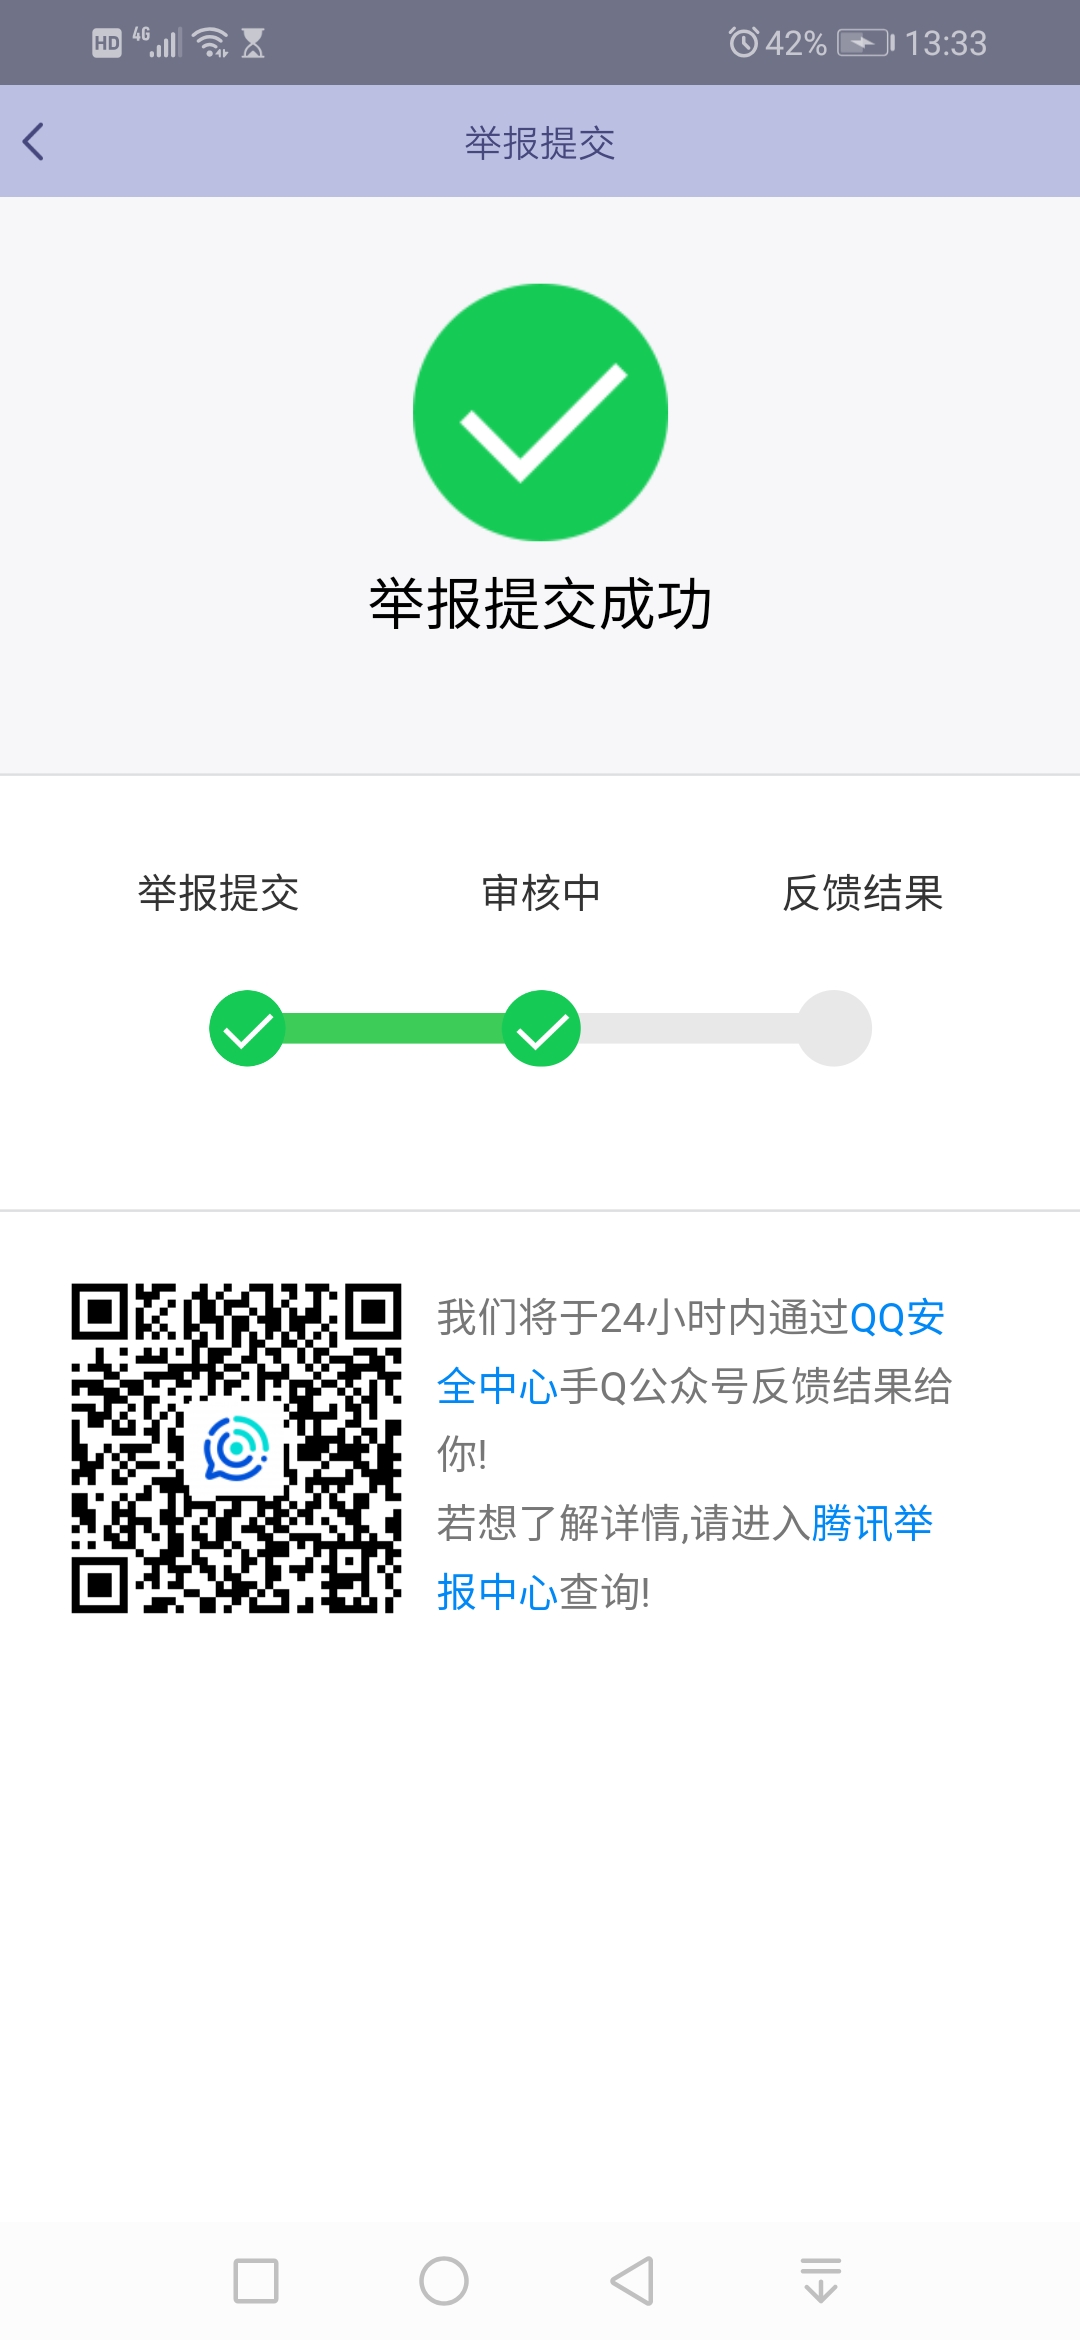 HD 4G 42% 13:33
举报提交
举报提交成功
举报提交 审核中 反馈结果
我们将于24小时内通过QQ安
全中心手Q公众号反馈结果给
你!
若想了解详情,请进入腾讯举
报中心查询!